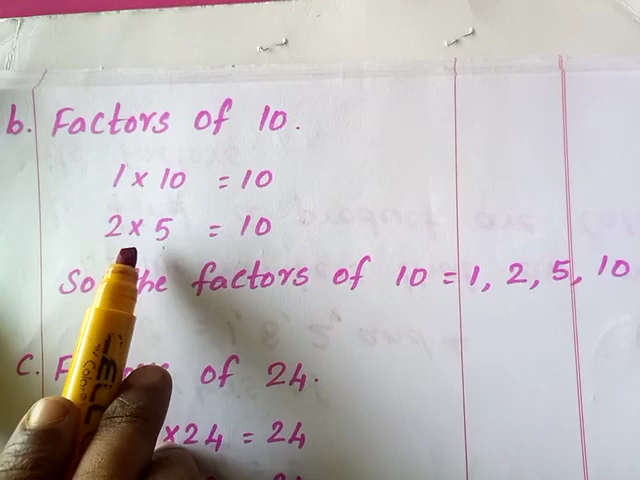 b. Factors of 10.
1 × 10 = 10
2 × 5 = 10
So the factors of 10 = 1, 2, 5, 10
c. of 24.
×24 = 24